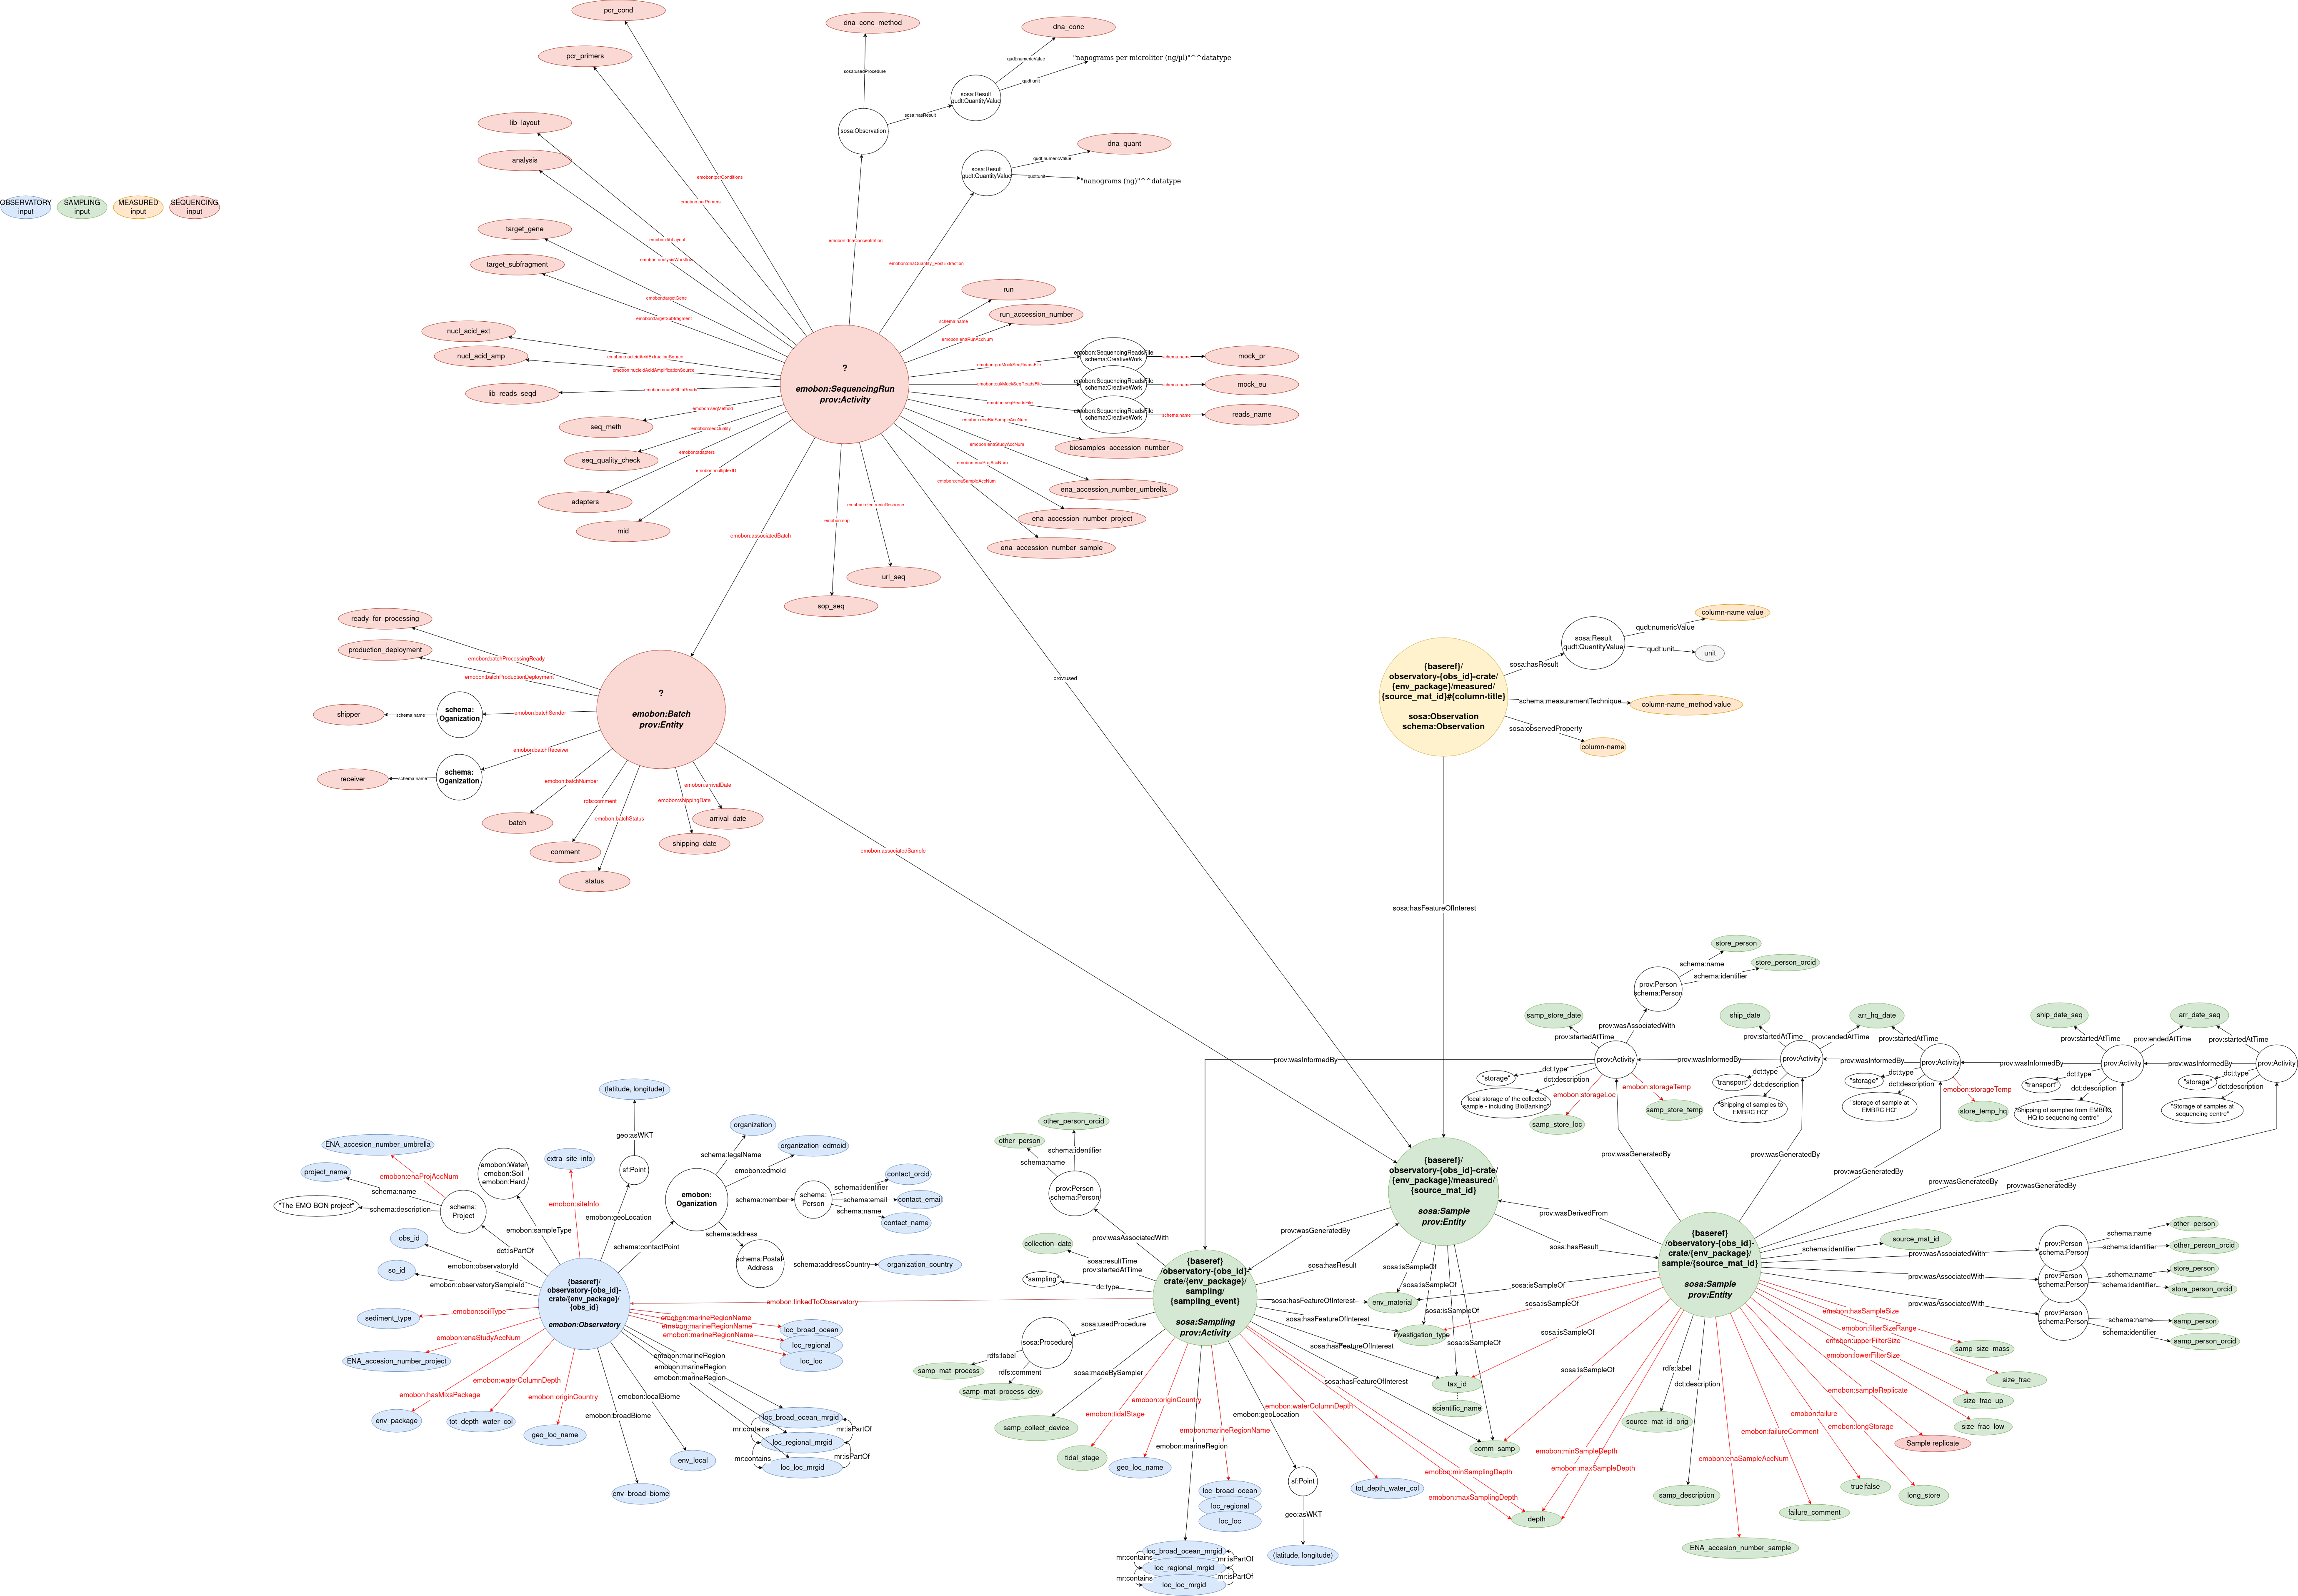 pcr_cond
pcr_primers
lib_layout
analysis
target_gene
target_subfragment
nucl_acid_ext
nucl_acid_amp
lib_reads_seqd
seq_meth
seq_quality_check
adapters
mid
OBSERVATORY
input
SAMPLING
input
MEASURED
input
SEQUENCING
input
dna_conc_method
dna_conc
"nanograms per microliter (ng/µl)"^^datatype
sosa:usedProcedure
qudt:numericValue
qudt:unit
sosa:Result
qudt:QuantityValue
sosa:hasResult
sosa:Observation
dna_quant
qudt:numericValue
sosa:Result
qudt:QuantityValue
qudt:unit
"nanograms (ng)"^^datatype
emobon:pcrConditions
emobon:pcrPrimers
emobon:libLayout
emobon:analysisWorkflow
emobon:targetGene
emobon:targetSubfragment
emobon:dnaConcentration
emobon:dnaQuantity_PostExtraction
run
run_accession_number
schema:name
emobon:enaRunAccNum
emobon:nucleidAcidExtractionSource
emobon:nucleidAcidAmplificationSource
emobon:countOfLibReads
emobon:seqMethod
emobon:seqQuality
emobon:adapters
emobon:multiplexID
?
emobon:SequencingRun
prov:Activity
emobon:proMockSeqReadsFile
emobon:SequencingReadsFile
schema:CreativeWork
schema:name
mock_pr
emobon:eukMockSeqReadsFile
emobon:SequencingReadsFile
schema:CreativeWork
schema:name
mock_eu
emobon:seqReadsFile
emobon:SequencingReadsFile
schema:CreativeWork
schema:name
reads_name
emobon:enaBioSampleAccNum
biosamples_accession_number
emobon:enaStudyAccNum
ena_accession_number_umbrella
emobon:enaProjAccNum
ena_accession_number_project
emobon:enaSampleAccNum
ena_accession_number_sample
emobon:associatedBatch
emobon:sop
emobon:electronicResource
url_seq
sop_seq
prov:used
ready_for_processing
production_deployment
emobon:batchProcessingReady
emobon:batchProductionDeployment
shipper
schema:name
schema:
Oganization
emobon:batchSender
receiver
schema:name
schema:
Oganization
emobon:batchReceiver
?
emobon:Batch
prov:Entity
emobon:batchNumber
rdfs:comment
emobon:batchStatus
emobon:shippingDate
emobon:arrivalDate
batch
comment
status
shipping_date
arrival_date
emobon:associatedSample
{baseref}/
observatory-{obs_id}-crate/
{env_package}/measured/
{source_mat_id}#{column-title}
sosa:Observation
schema:Observation
sosa:hasResult
sosa:Result
qudt:QuantityValue
qudt:numericValue
column-name value
qudt:unit
unit
schema:measurementTechnique
column-name_method value
sosa:observedProperty
column-name
sosa:hasFeatureOfInterest
store_person
store_person_orcid
schema:name
schema:identifier
prov:Person
schema:Person
prov:wasAssociatedWith
samp_store_date
prov:startedAtTime
prov:Activity
prov:wasInformedBy
"storage"
dct:type
dct:description
"local storage of the collected
sample - including BioBanking"
emobon:storageLoc
samp_store_loc
emobon:storageTemp
samp_store_temp
ship_date
prov:startedAtTime
prov:endedAtTime
prov:Activity
prov:wasInformedBy
"transport"
dct:type
dct:description
"Shipping of samples to
EMBRC HQ"
arr_hq_date
prov:startedAtTime
prov:Activity
prov:wasInformedBy
"storage"
dct:type
dct:description
"storage of sample at
EMBRC HQ"
emobon:storageTemp
store_temp_hq
ship_date_seq
prov:startedAtTime
prov:endedAtTime
prov:Activity
prov:wasInformedBy
"transport"
dct:type
dct:description
"Shipping of samples from EMBRC
HQ to sequencing centre"
arr_date_seq
prov:startedAtTime
prov:Activity
prov:wasInformedBy
"storage"
dct:type
dct:description
"Storage of samples at
sequencing centre"
prov:wasGeneratedBy
prov:wasGeneratedBy
prov:wasGeneratedBy
prov:wasGeneratedBy
prov:wasGeneratedBy
(latitude, longitude)
geo:asWKT
sf:Point
emobon:geoLocation
ENA_accesion_number_umbrella
emobon:enaProjAccNum
project_name
schema:name
"The EMO BON project"
schema:description
schema:
Project
dct:isPartOf
emobon:Water
emobon:Soil
emobon:Hard
emobon:sampleType
extra_site_info
emobon:siteInfo
organization
schema:legalName
organization_edmoid
emobon:edmoId
emobon:
Oganization
schema:contactPoint
schema:member
schema:
Person
schema:identifier
contact_orcid
schema:email
contact_email
schema:name
contact_name
schema:address
schema:Postal
Address
schema:addressCountry
organization_country
obs_id
emobon:observatoryId
so_id
emobon:observatorySampleId
{baseref}/
observatory-{obs_id}-
crate/{env_package}/
{obs_id}
emobon:Observatory
sediment_type
emobon:soilType
ENA_accesion_number_project
emobon:enaStudyAccNum
env_package
emobon:hasMixsPackage
tot_depth_water_col
emobon:waterColumnDepth
geo_loc_name
emobon:originCountry
env_broad_biome
emobon:broadBiome
env_local
emobon:localBiome
emobon:marineRegionName
emobon:marineRegionName
emobon:marineRegionName
loc_broad_ocean
loc_regional
loc_loc
emobon:marineRegion
emobon:marineRegion
emobon:marineRegion
loc_broad_ocean_mrgid
loc_regional_mrgid
loc_loc_mrgid
mr:contains
mr:contains
mr:isPartOf
mr:isPartOf
emobon:linkedToObservatory
other_person_orcid
other_person
schema:identifier
schema:name
prov:Person
schema:Person
prov:wasAssociatedWith
collection_date
sosa:resultTime
prov:startedAtTime
"sampling"
dc:type
{baseref}
/observatory-{obs_id}-
crate/{env_package}/
sampling/
{sampling_event}
sosa:Sampling
prov:Activity
sosa:usedProcedure
sosa:Procedure
rdfs:label
samp_mat_process
rdfs:comment
samp_mat_process_dev
sosa:madeBySampler
samp_collect_device
emobon:tidalStage
tidal_stage
emobon:originCountry
geo_loc_name
emobon:marineRegion
emobon:marineRegionName
loc_broad_ocean
loc_regional
loc_loc
loc_broad_ocean_mrgid
loc_regional_mrgid
loc_loc_mrgid
mr:contains
mr:contains
mr:isPartOf
mr:isPartOf
emobon:geoLocation
sf:Point
geo:asWKT
(latitude, longitude)
emobon:waterColumnDepth
tot_depth_water_col
emobon:minSamplingDepth
emobon:maxSamplingDepth
depth
emobon:minSampleDepth
emobon:maxSampleDepth
{baseref}/
observatory-{obs_id}-crate/
{env_package}/measured/
{source_mat_id}
sosa:Sample
prov:Entity
prov:wasGeneratedBy
sosa:hasResult
prov:wasDerivedFrom
sosa:hasResult
sosa:hasFeatureOfInterest
sosa:hasFeatureOfInterest
sosa:hasFeatureOfInterest
sosa:hasFeatureOfInterest
sosa:isSampleOf
sosa:isSampleOf
sosa:isSampleOf
sosa:isSampleOf
sosa:isSampleOf
sosa:isSampleOf
sosa:isSampleOf
sosa:isSampleOf
env_material
investigation_type
tax_id
scientific_name
comm_samp
{baseref}
/observatory-{obs_id}-
crate/{env_package}/
sample/{source_mat_id}
sosa:Sample
prov:Entity
schema:identifier
source_mat_id
prov:wasAssociatedWith
prov:Person
schema:Person
schema:name
other_person
schema:identifier
other_person_orcid
prov:wasAssociatedWith
prov:Person
schema:Person
schema:name
store_person
schema:identifier
store_person_orcid
prov:wasAssociatedWith
prov:Person
schema:Person
schema:name
samp_person
schema:identifier
samp_person_orcid
emobon:hasSampleSize
samp_size_mass
emobon:filterSizeRange
size_frac
emobon:upperFilterSize
size_frac_up
emobon:lowerFilterSize
size_frac_low
emobon:sampleReplicate
Sample replicate
emobon:longStorage
long_store
emobon:failure
true|false
emobon:failureComment
failure_comment
emobon:enaSampleAccNum
ENA_accesion_number_sample
rdfs:label
source_mat_id_orig
dct:description
samp_description